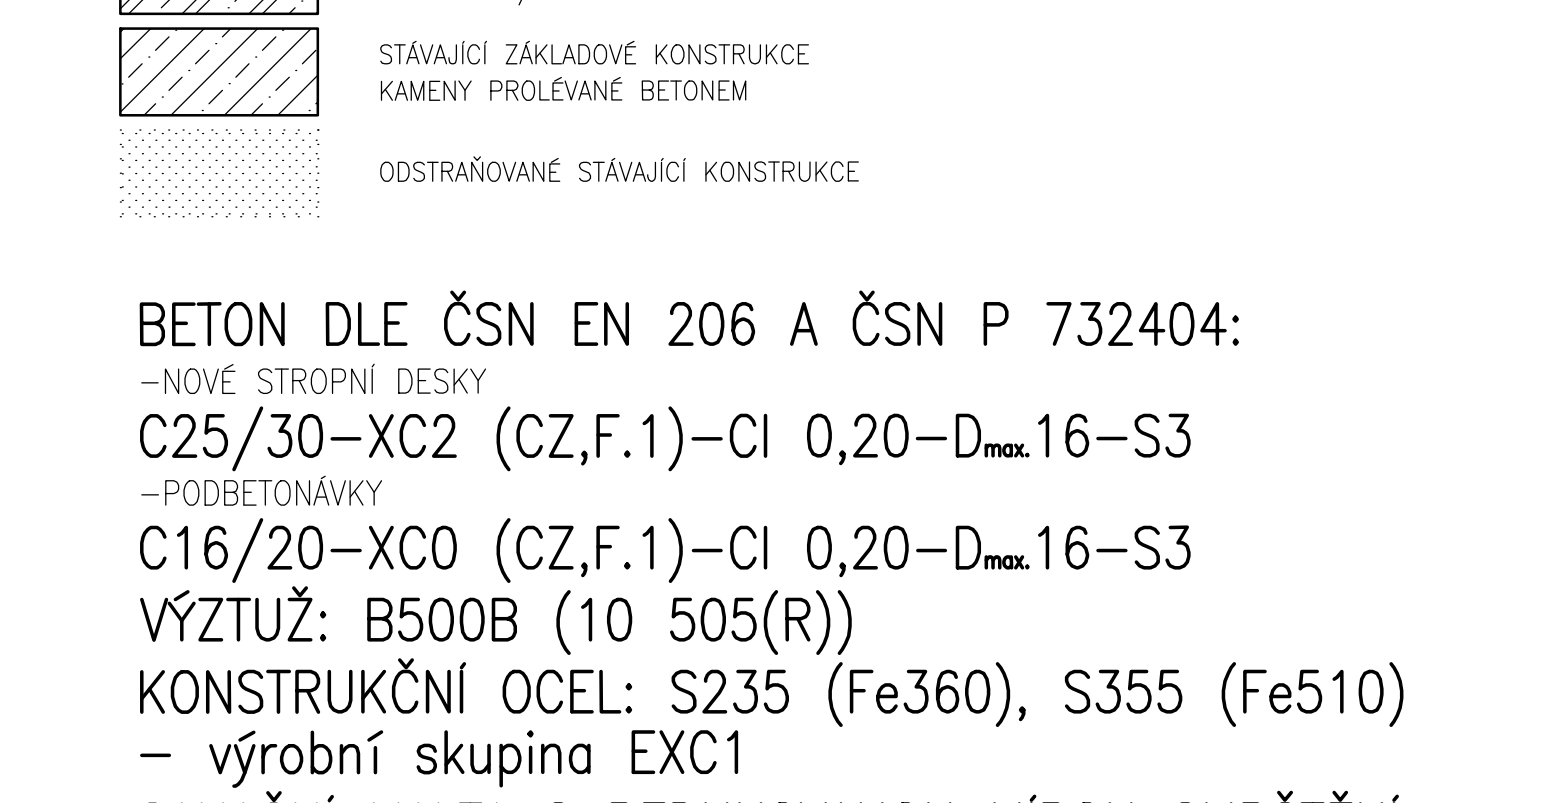 STÁVAJÍCÍ ZÁKLADOVÉ KONSTRUKCE
KAMENY PROLÉVANÉ BETONEM
ODSTRAŇOVANÉ STÁVAJÍCÍ KONSTRUKCE
BETON DLE ČSN EN 206 A ČSN P 732404:
-NOVÉ STROPNÍ DESKY
C25/30-XC2 (CZ,F.1)-Cl 0,20-Dmax.16-S3
-PODBETONÁVKY
C16/20-XC0 (CZ,F.1)-Cl 0,20-Dmax.16-S3
VÝZTUŽ: B500B (10 505(R))
KONSTRUKČNÍ OCEL: S235 (Fe360), S355 (Fe510)
- výrobní skupina EXC1